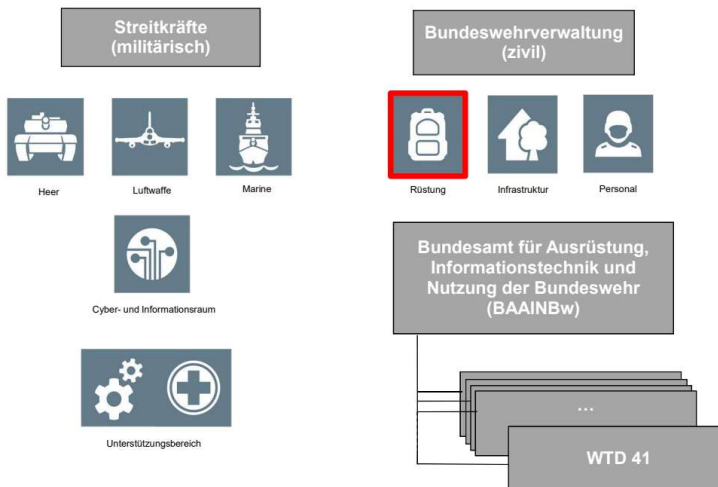 Streitkräfte
(militärisch)
Heer
Luftwaffe
Marine
Cyber- und Informationsraum
Unterstützungsbereich
Bundeswehrverwaltung
(zivil)
Rüstung
Infrastruktur
Personal
Bundesamt für Ausrüstung,
Informationstechnik und
Nutzung der Bundeswehr
(BAAINBw)
...
WTD 41